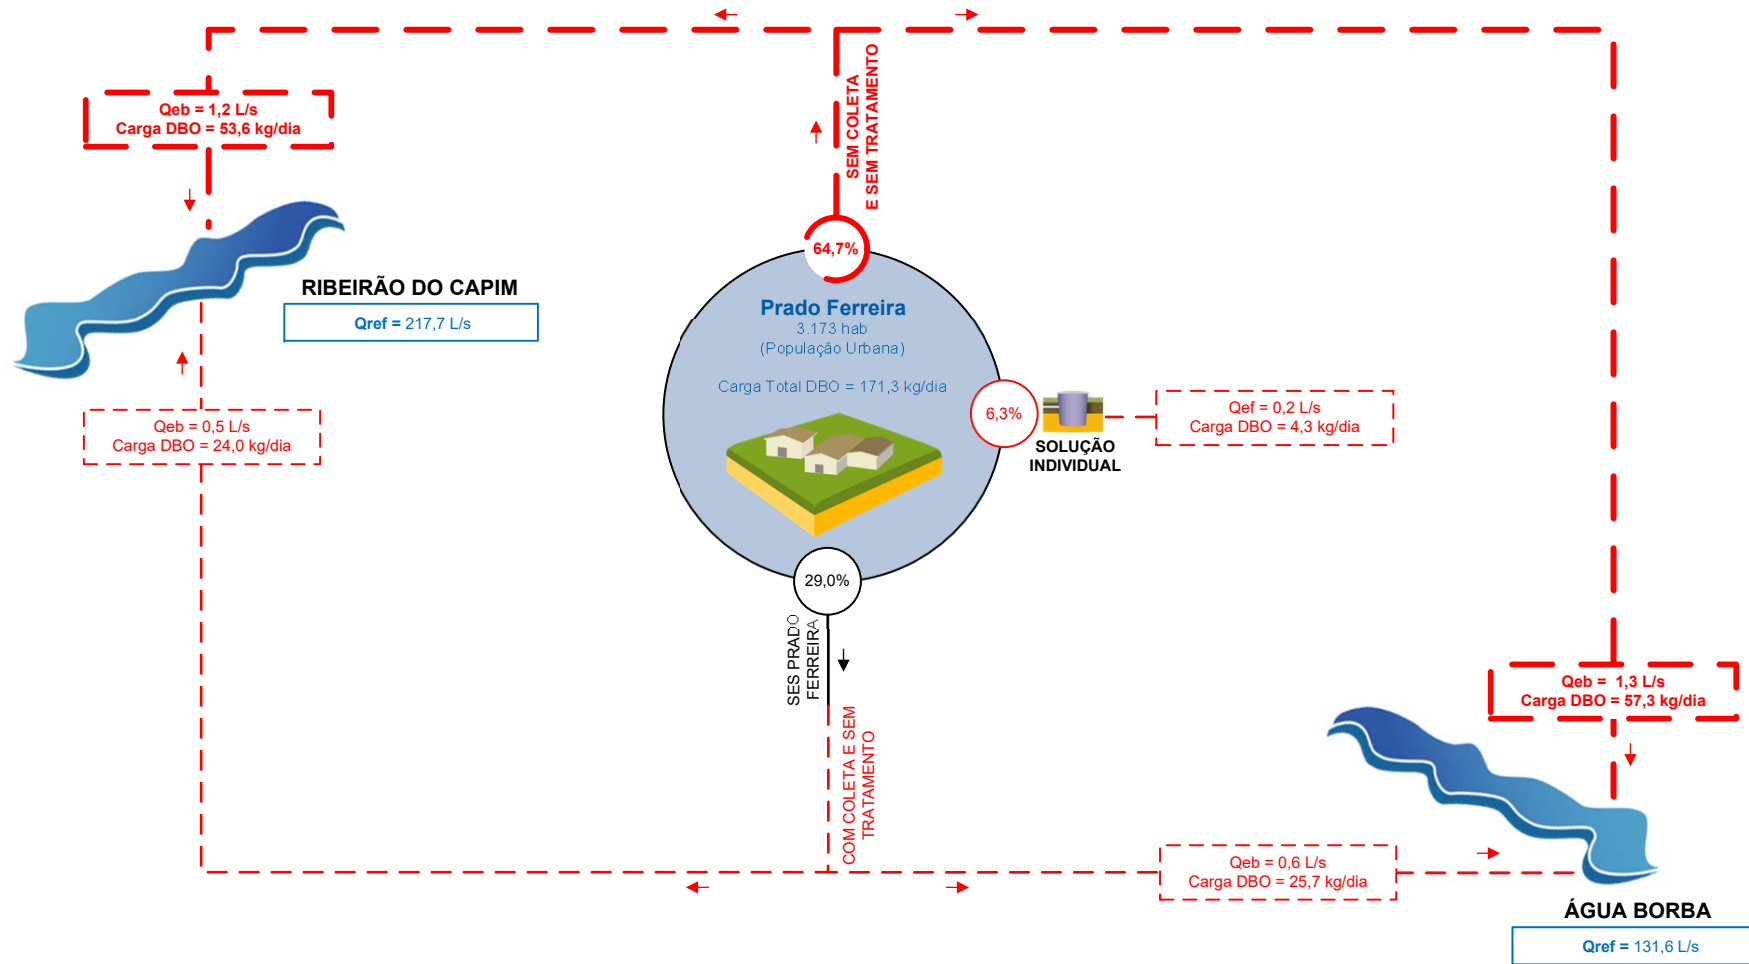 Qeb = 1,2 L/s
Carga DBO = 53,6 kg/dia
SEM COLETA
E SEM TRATAMENTO
64,7%
RIBEIRÃO DO CAPIM
Qref = 217,7 L/s
Prado Ferreira
3.173 hab
(População Urbana)
Carga Total DBO = 171,3 kg/dia
6,3%
SOLUÇÃO
INDIVIDUAL
Qef = 0,2 L/s
Carga DBO = 4,3 kg/dia
Qeb = 0,5 L/s
Carga DBO = 24,0 kg/dia
29,0%
SES PRADO
FERREIRA
COM COLETA E SEM
TRATAMENTO
Qeb = 1,3 L/s
Carga DBO = 57,3 kg/dia
Qeb = 0,6 L/s
Carga DBO = 25,7 kg/dia
ÁGUA BORBA
Qref = 131,6 L/s